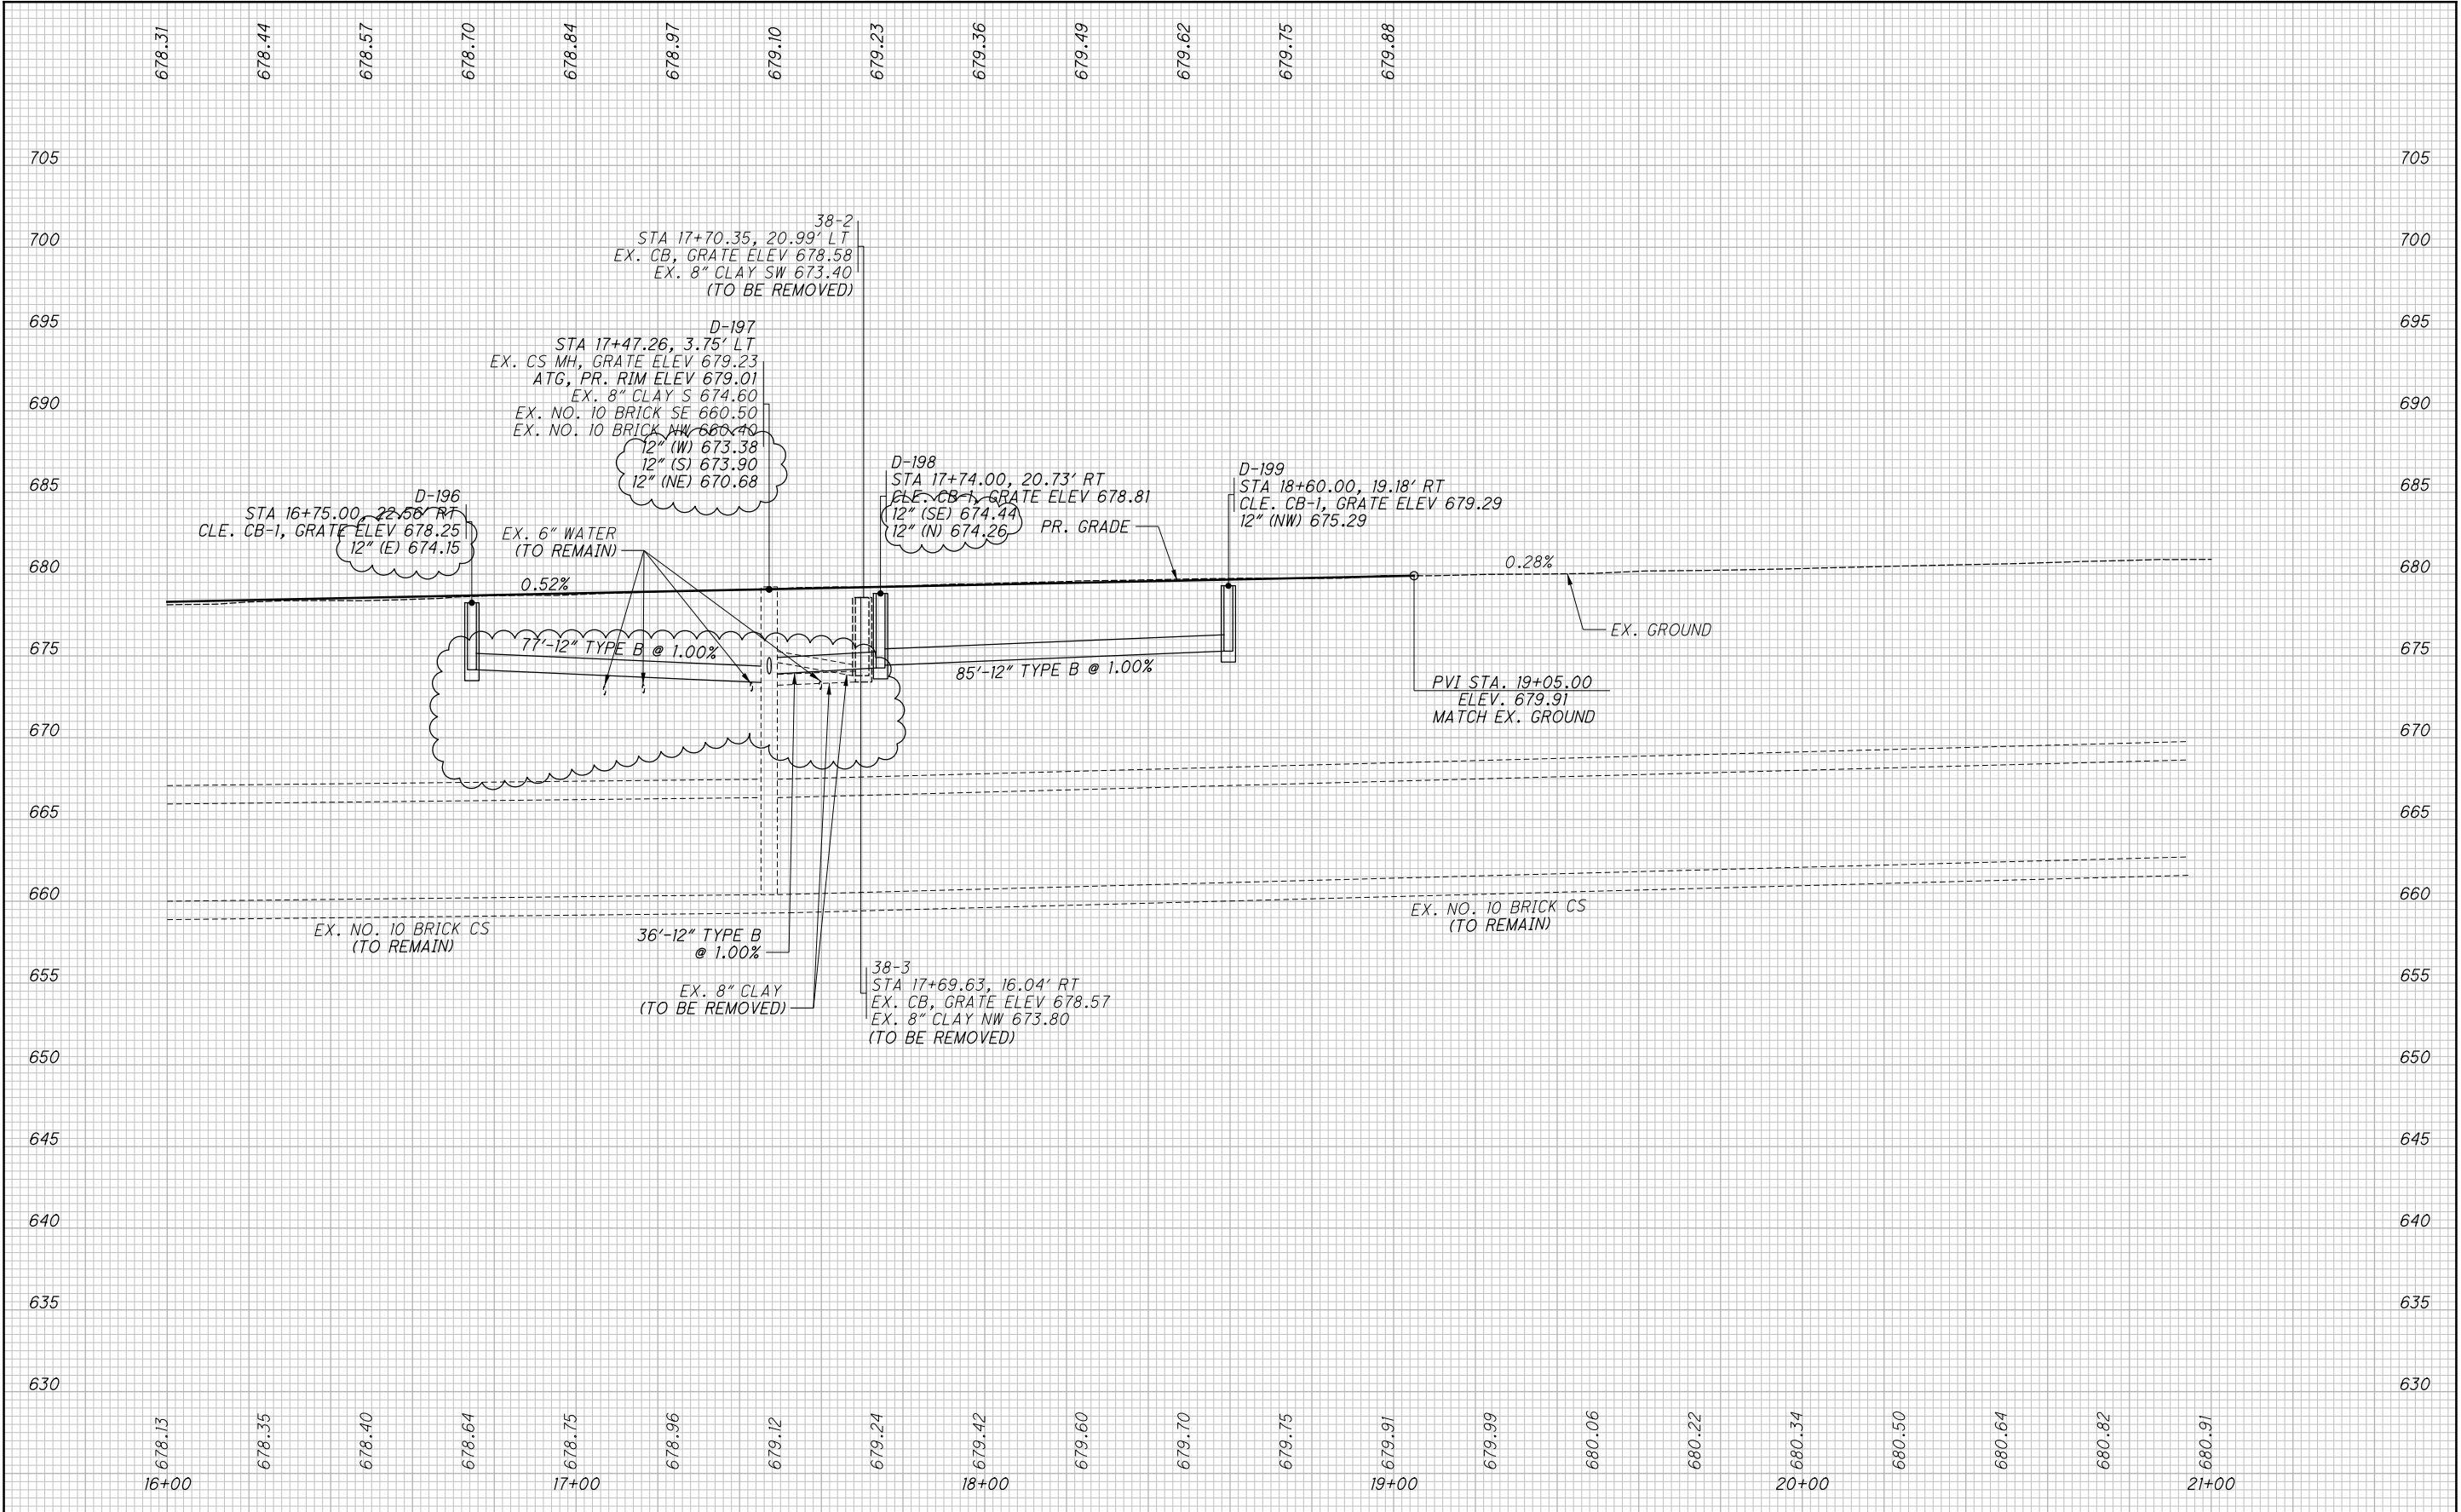 678.31 678.44 678.57 678.70 678.84 678.97 679.10 679.23 679.36 679.49 679.62 679.75 679.88
705 705
700 700
695 695
690 690
685 685
680 680
675 675
670 670
665 665
660 660
655 655
650 650
645 645
640 640
635 635
630 630
38-2
STA 17+70.35, 20.99' LT
EX. CB, GRATE ELEV 678.58
EX. 8" CLAY SW 673.40
(TO BE REMOVED)
D-197
STA 17+47.26, 3.75' LT
EX. CS MH, GRATE ELEV 679.23
ATG, PR. RIM ELEV 679.01
EX. 8" CLAY S 674.60
EX. NO. 10 BRICK SE 660.50
EX. NO. 10 BRICK NW 660.40
12" (W) 673.38
12" (S) 673.90
12" (NE) 670.68
D-196
STA 16+75.00, 22.56' RT
CLE. CB-1, GRATE ELEV 678.25
12" (E) 674.15
EX. 6" WATER
(TO REMAIN)
D-198
STA 17+74.00, 20.73' RT
CLE. CB-1, GRATE ELEV 678.81
12" (SE) 674.44
12" (N) 674.26
PR. GRADE
D-199
STA 18+60.00, 19.18' RT
CLE. CB-1, GRATE ELEV 679.29
12" (NW) 675.29
0.52%
0.28%
EX. GROUND
77'-12" TYPE B @ 1.00%
85'-12" TYPE B @ 1.00%
PVI STA. 19+05.00
ELEV. 679.91
MATCH EX. GROUND
EX. NO. 10 BRICK CS
(TO REMAIN)
EX. NO. 10 BRICK CS
(TO REMAIN)
36'-12" TYPE B
@ 1.00%
EX. 8" CLAY
(TO BE REMOVED)
38-3
STA 17+69.63, 16.04' RT
EX. CB, GRATE ELEV 678.57
EX. 8" CLAY NW 673.80
(TO BE REMOVED)
678.13 678.35 678.40 678.64 678.75 678.96 679.12 679.24 679.42 679.60 679.70 679.75 679.91 679.99 680.06 680.22 680.34 680.50 680.64 680.82 680.91
16+00 17+00 18+00 19+00 20+00 21+00